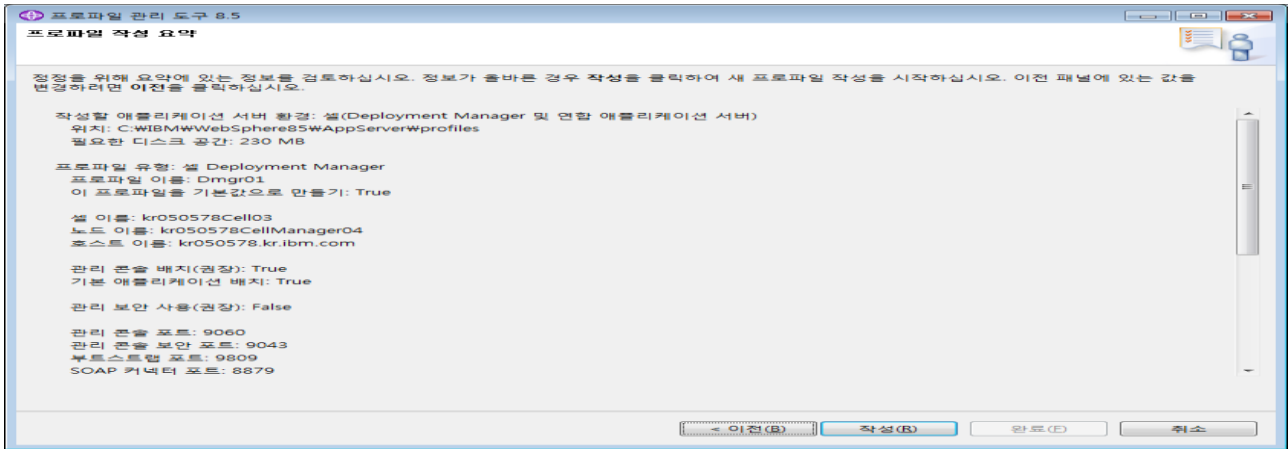 프로파일 관리 도구 8.5
프로파일 작성 요약
정정을 위해 요약에 있는 정보를 검토하십시오. 정보가 올바른 경우 작성을 클릭하여 새 프로파일 작성을 시작하십시오. 이전 패널에 있는 값을
변경하려면 이전을 클릭하십시오.
작성할 애플리케이션 서버 환경: 셀(Deployment Manager 및 연합 애플리케이션 서버)
위치: C:₩IBM₩WebSphere85₩AppServer₩profiles
필요한 디스크 공간: 230 MB
프로파일 유형: 셀 Deployment Manager
프로파일 이름: Dmgr01
이 프로파일을 기본값으로 만들기: True
셀 이름: kr050578Cell03
노드 이름: kr050578CellManager04
호스트 이름: kr050578.kr.ibm.com
관리 콘솔 배치(권장): True
기본 애플리케이션 배치: True
관리 보안 사용(권장): False
관리 콘솔 포트: 9060
관리 콘솔 보안 포트: 9043
부트스트랩 포트: 9809
SOAP 커넥터 포트: 8879
< 이전(B) 작성(R) 완료(F) 취소